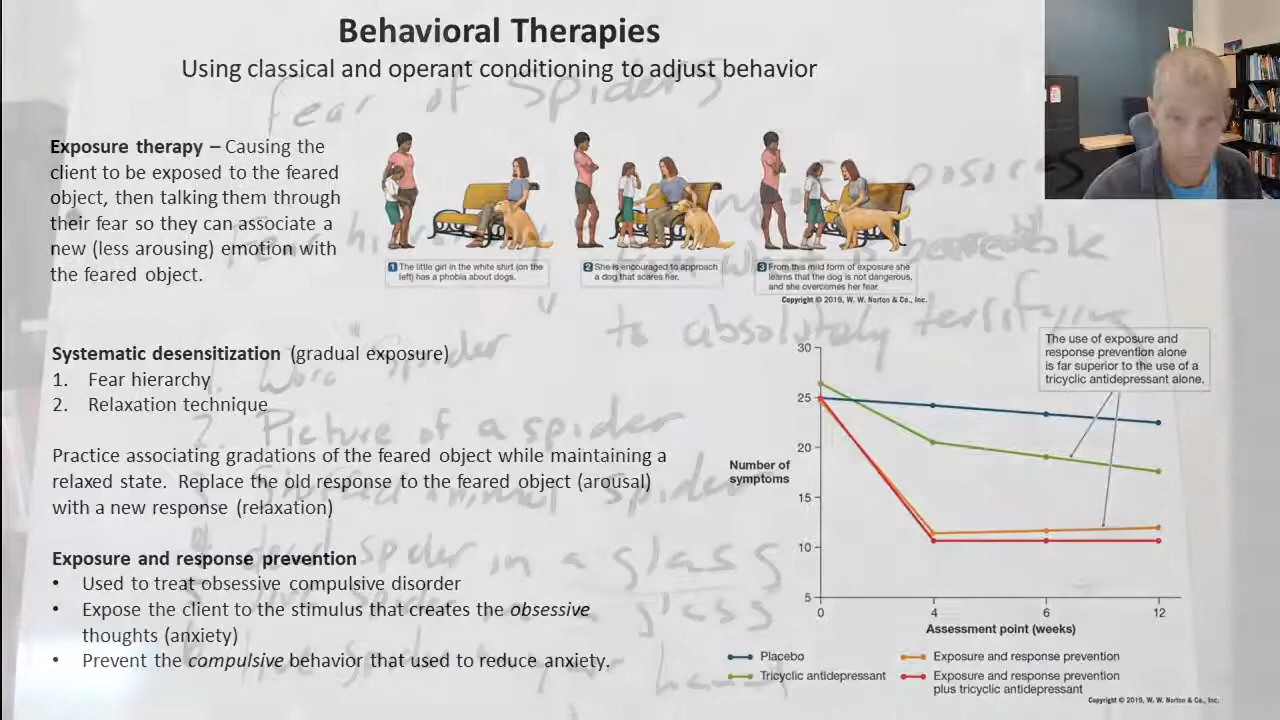 Behavioral Therapies
Using classical and operant conditioning to adjust behavior
fear of Spiders
Exposure therapy – Causing the
client to be exposed to the feared
object, then talking them through
their fear so they can associate a
new (less arousing) emotion with
the feared object.
1 The little girl in the white shirt (on the
left) has a phobia about dogs.
2 She is encouraged to approach
a dog that scares her.
3 From this mild form of exposure she
learns that the dog is not dangerous,
and she overcomes her fear.
Copyright © 2019, W. W. Norton & Co., Inc.
to absolutely terrifying
Systematic desensitization (gradual exposure)
1. Fear hierarchy
2. Relaxation technique
1. Word "Spider"
2. Picture of a spider
Practice associating gradations of the feared object while maintaining a
relaxed state. Replace the old response to the feared object (arousal)
with a new response (relaxation)
animal spider
dead spider in a glass
glass
Exposure and response prevention
• Used to treat obsessive compulsive disorder
• Expose the client to the stimulus that creates the obsessive
thoughts (anxiety)
• Prevent the compulsive behavior that used to reduce anxiety.
The use of exposure and
response prevention alone
is far superior to the use of a
tricyclic antidepressant alone.
Number of
symptoms
30
25
20
15
10
5
0 4 6 12
Assessment point (weeks)
Placebo
Tricyclic antidepressant
Exposure and response prevention
Exposure and response prevention
plus tricyclic antidepressant
Copyright © 2019, W. W. Norton & Co., Inc.